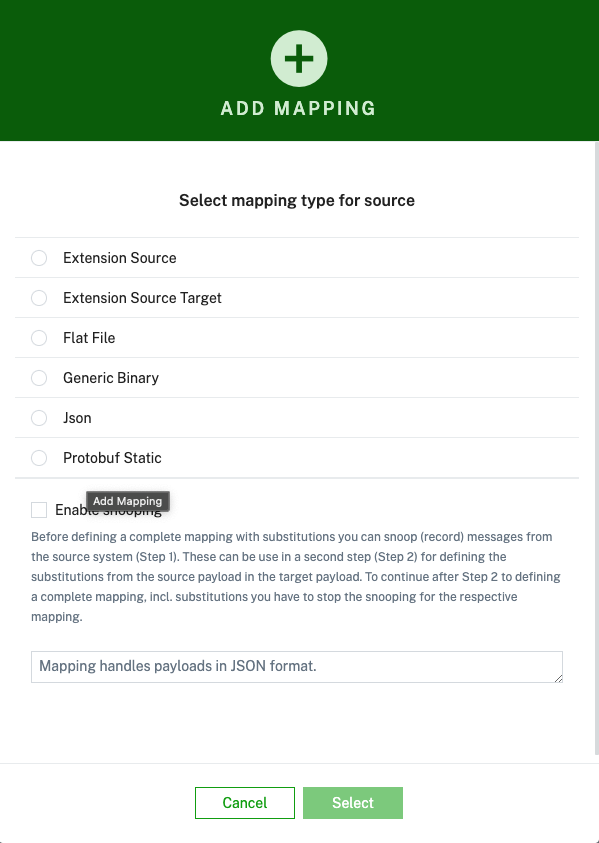 ADD MAPPING
Select mapping type for source
Extension Source
Extension Source Target
Flat File
Generic Binary
Json
Protobuf Static
Add Mapping
Enable snooping
Before defining a complete mapping with substitutions you can snoop (record) messages from
the source system (Step 1). These can be use in a second step (Step 2) for defining the
substitutions from the source payload in the target payload. To continue after Step 2 to defining
a complete mapping, incl. substitutions you have to stop the snooping for the respective
mapping.
Mapping handles payloads in JSON format.
Cancel Select